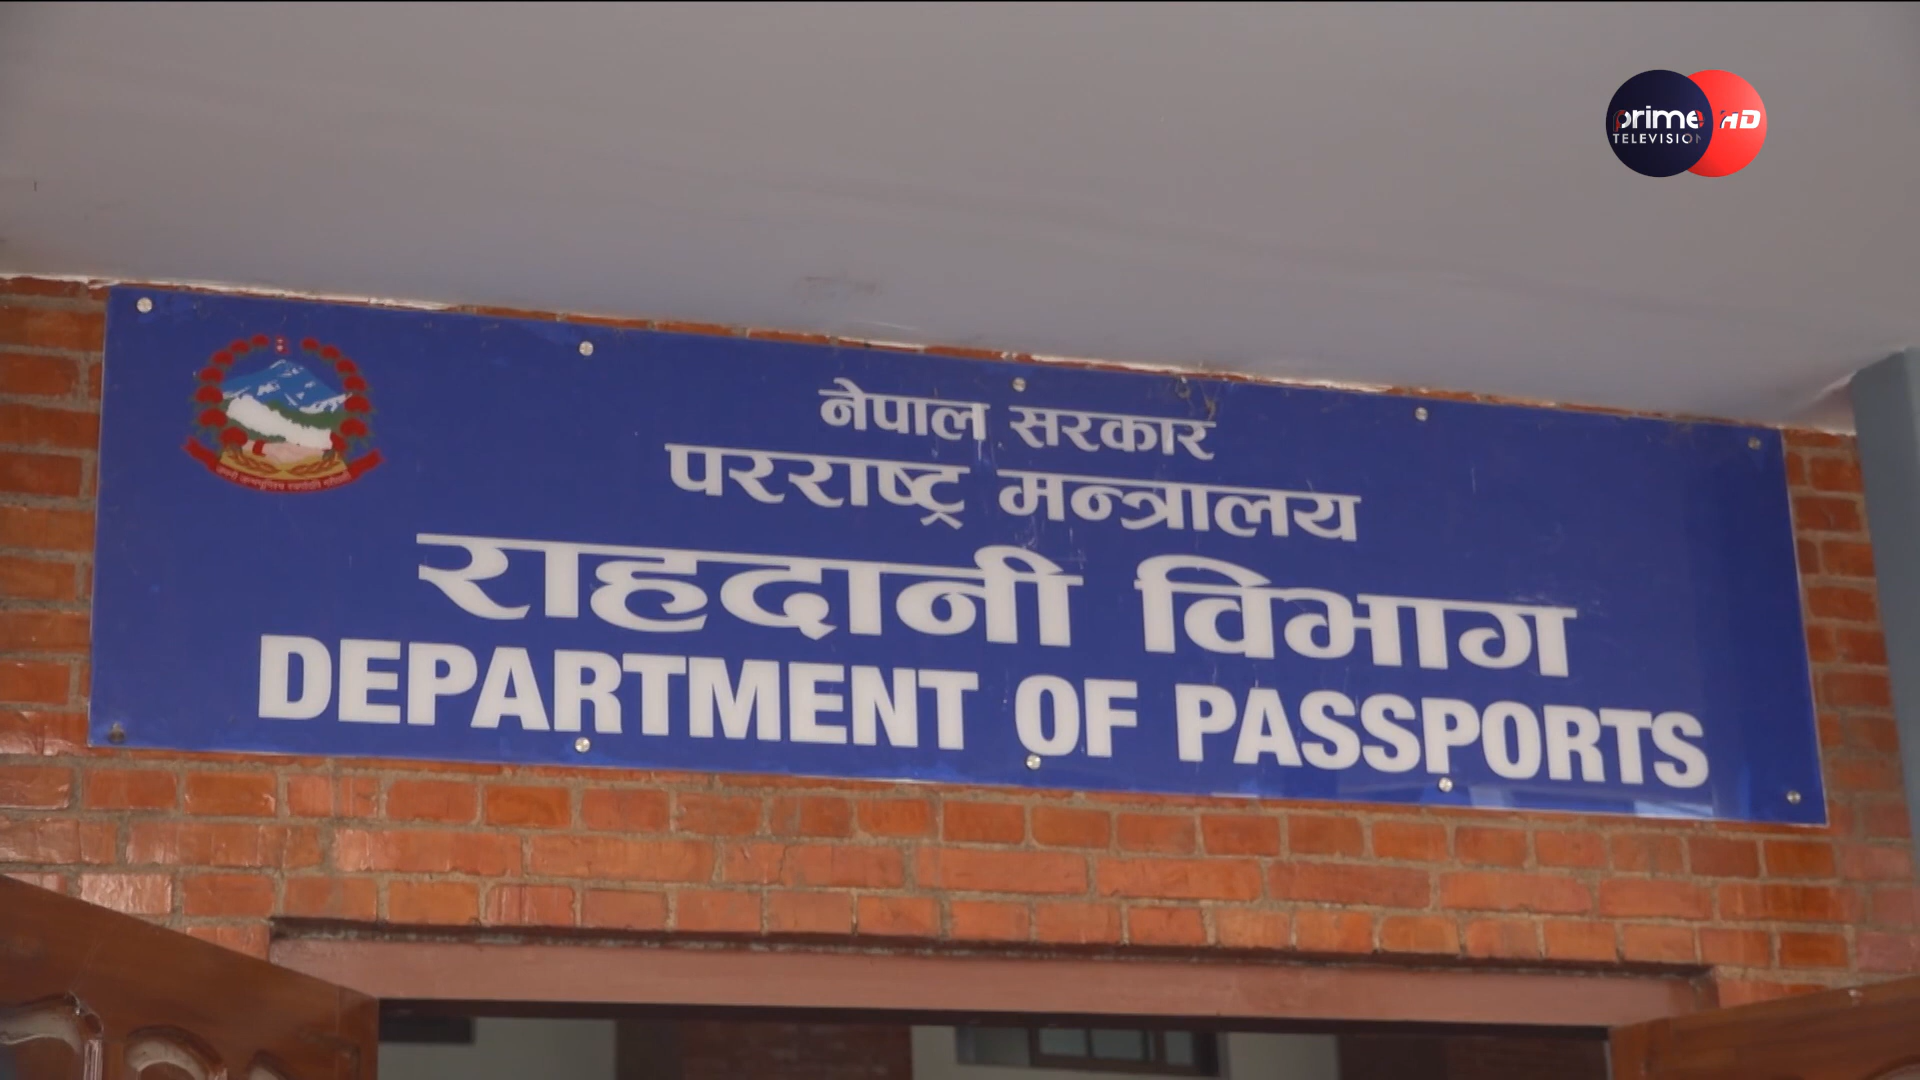 prime HD
TELEVISION
नेपाल सरकार
परराष्ट्र मन्त्रालय
राहदानी विभाग
DEPARTMENT OF PASSPORTS